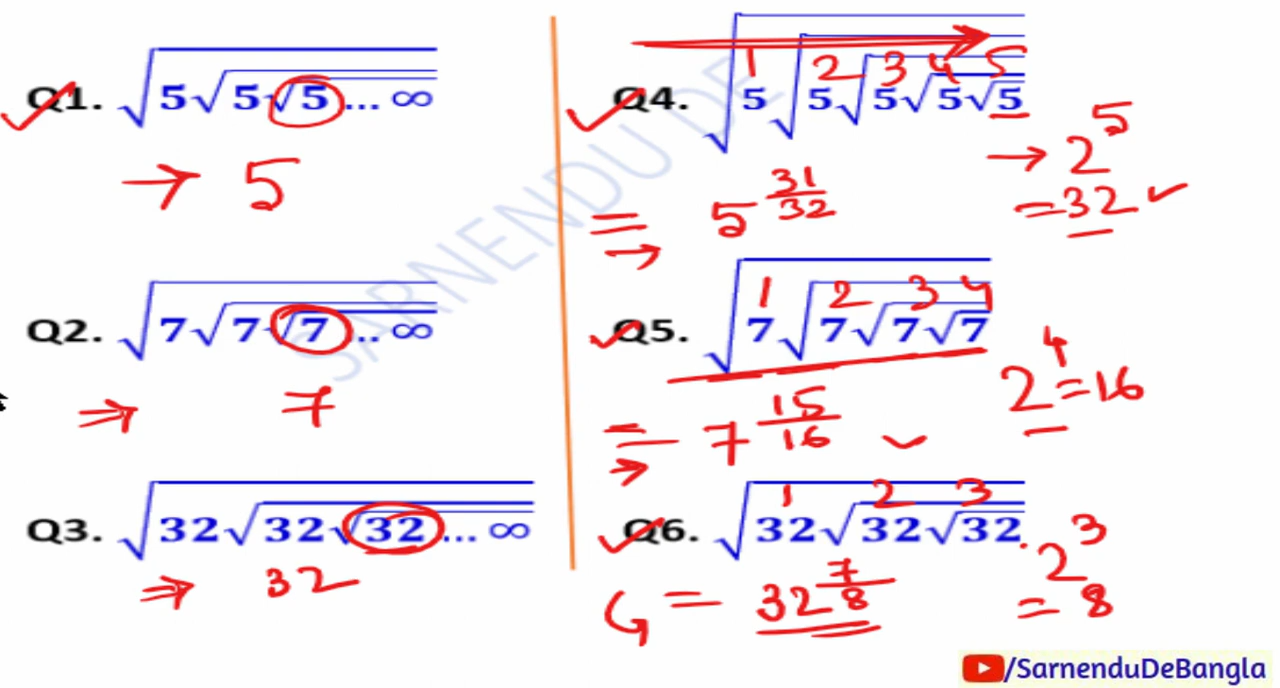 Q1. √5√5√5...∞
→ 5
Q2. √7√7√7...∞
⇒ 7
Q3. √32√32√32...∞
⇒ 32
Q4. √5√5√5√5√5
1 2 3 4 5
→ 2^5
= 32 ✓
= → 5^(31/32)
Q5. √7√7√7√7
1 2 3 4
2^4 = 16
= → 7^(15/16) ✓
Q6. √32√32√32
1 2 3
2^3
= 8
= 32^(7/8)
SARNENDU DE
/SarnenduDeBangla